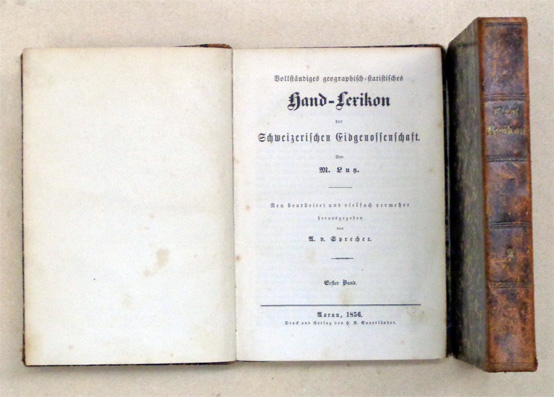 Vollständiges geographisch-statistisches
Hand-Lexikon
der
Schweizerischen Eidgenossenschaft.
Von
M. Lutz.
Neu bearbeitet und vielfach vermehrt
herausgegeben
von
A. v. Sprecher.
Erster Band.
Aarau, 1856.
Druck und Verlag von H. R. Sauerländer.
Lexikon